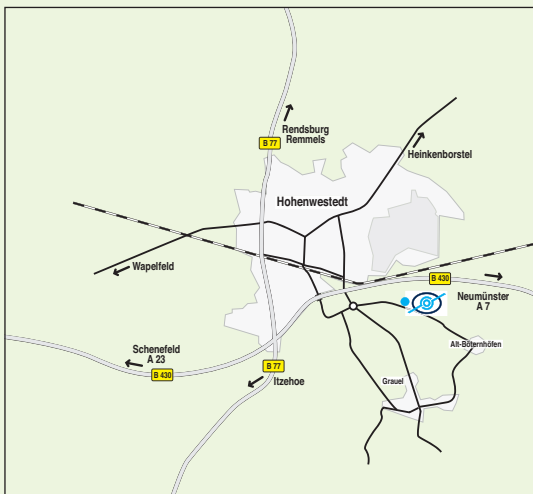 Rendsburg
Remmels
B 77
Heinkenborstel
Hohenwestedt
Wapelfeld
B 430
Neumünster
A 7
Schenefeld
A 23
B 430
Alt-Böternhöfen
B 77
Itzehoe
Grauel